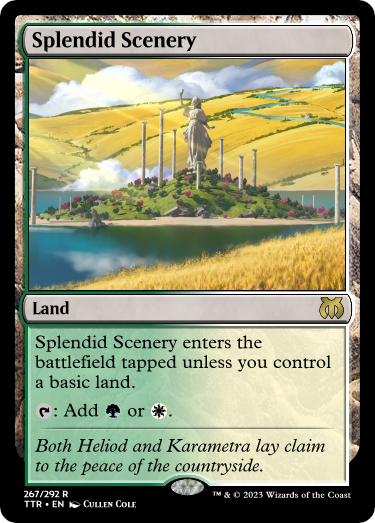 Splendid Scenery
Land
Splendid Scenery enters the
battlefield tapped unless you control
a basic land.
: Add or .
Both Heliod and Karametra lay claim
to the peace of the countryside.
267/292 R
TTR • EN Cullen Cole
™ & © 2023 Wizards of the Coast